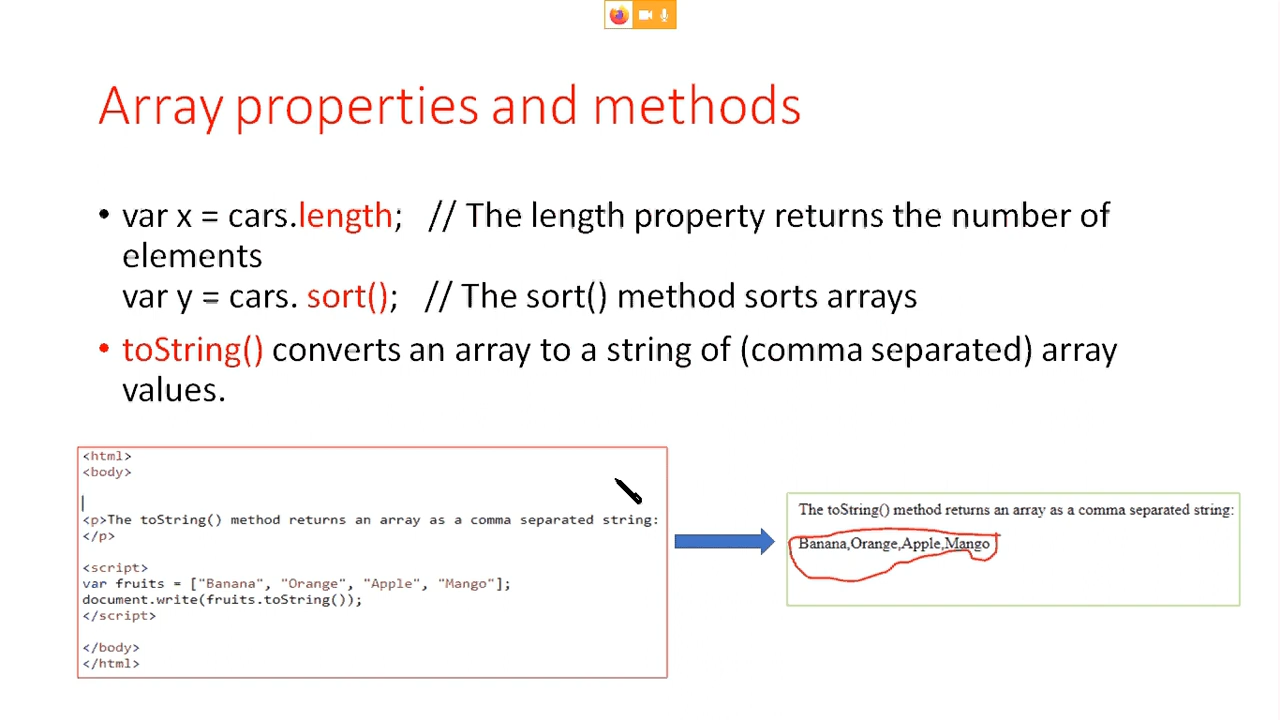 Array properties and methods
• var x = cars.length; // The length property returns the number of
elements
var y = cars. sort(); // The sort() method sorts arrays
• toString() converts an array to a string of (comma separated) array
values.
<html>
<body>
<p>The toString() method returns an array as a comma separated string:
</p>
<script>
var fruits = ["Banana", "Orange", "Apple", "Mango"];
document.write(fruits.toString());
</script>
</body>
</html>
The toString() method returns an array as a comma separated string:
Banana,Orange,Apple,Mango